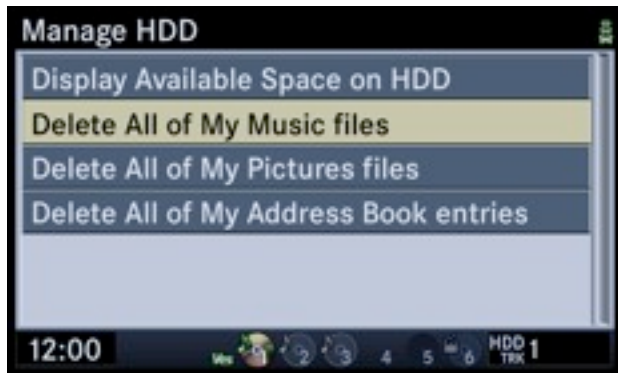 Manage HDD
Display Available Space on HDD
Delete All of My Music files
Delete All of My Pictures files
Delete All of My Address Book entries
12:00 Ves 2 3 4 5 6 HDD TRK 1